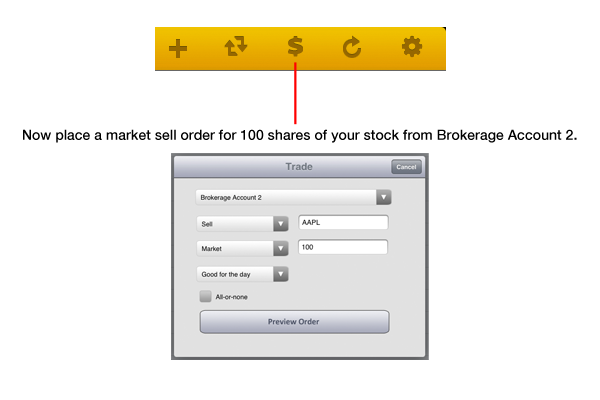 $
Now place a market sell order for 100 shares of your stock from Brokerage Account 2.
Trade Cancel
Brokerage Account 2
Sell AAPL
Market 100
Good for the day
All-or-none
Preview Order